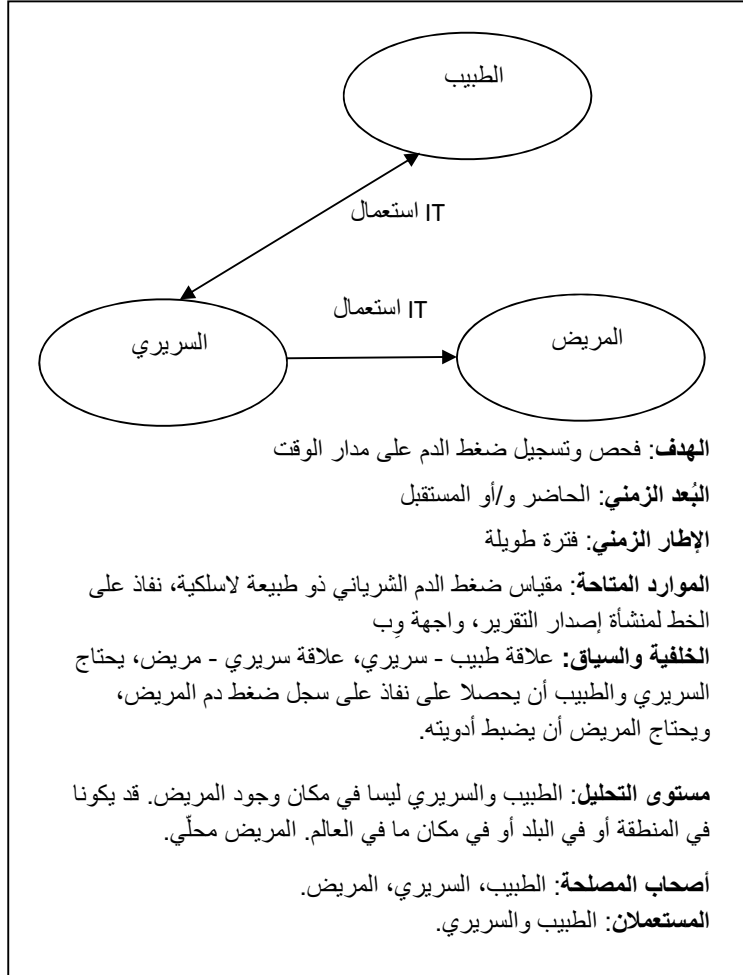 الطبيب
IT استعمال
IT استعمال
السريري
المريض
الهدف: فحص وتسجيل ضغط الدم على مدار الوقت
البُعد الزمني: الحاضر و/أو المستقبل
الإطار الزمني: فترة طويلة
الموارد المتاحة: مقياس ضغط الدم الشرياني ذو طبيعة لاسلكية، نفاذ على
الخط لمنشأة إصدار التقرير، واجهة وِب
الخلفية والسياق: علاقة طبيب - سريري، علاقة سريري - مريض، يحتاج
السريري والطبيب أن يحصلا على نفاذ على سجل ضغط دم المريض،
ويحتاج المريض أن يضبط أدويته.
مستوى التحليل: الطبيب والسريري ليسا في مكان وجود المريض. قد يكونا
في المنطقة أو في البلد أو في مكان ما في العالم. المريض محلّي.
أصحاب المصلحة: الطبيب، السريري، المريض.
المستعملان: الطبيب والسريري.